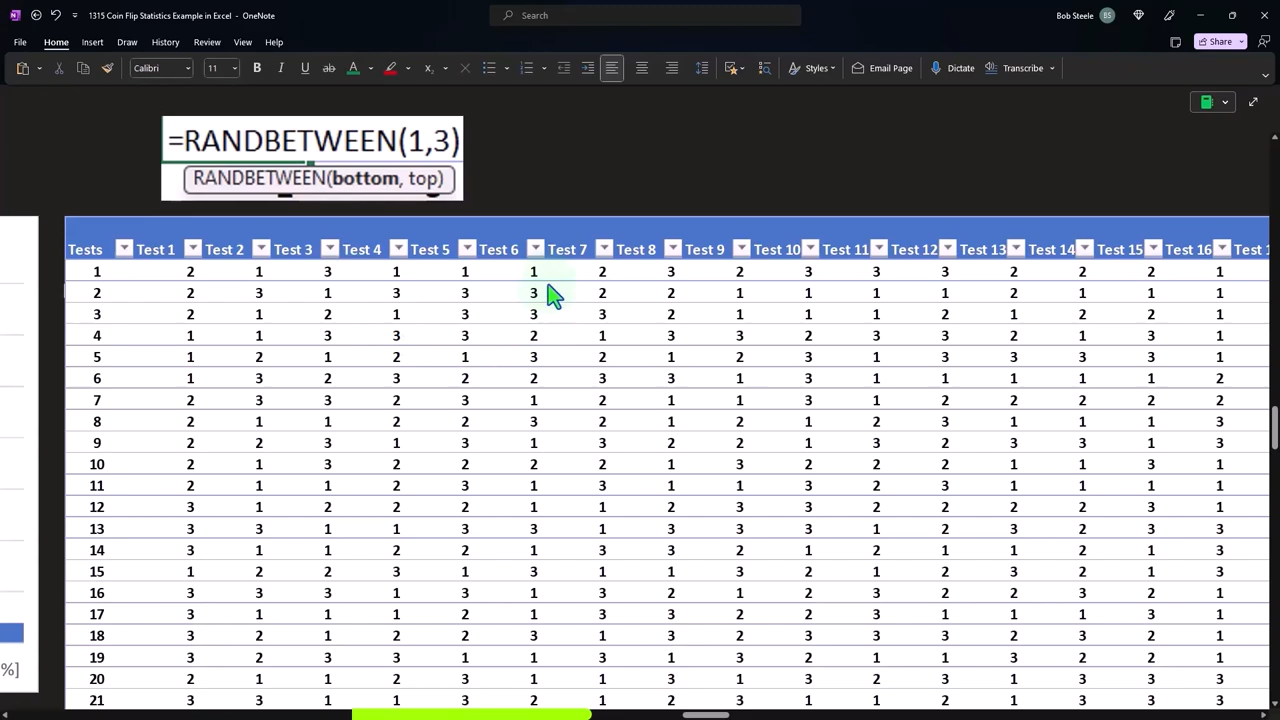 1315 Coin Flip Statistics Example in Excel - OneNote
Search
Bob Steele
BS
File Home Insert Draw History Review View Help
Share
Calibri 11 B I U ab A Styles Email Page Dictate Transcribe
=RANDBETWEEN(1,3)
RANDBETWEEN(bottom, top)
Tests Test 1 Test 2 Test 3 Test 4 Test 5 Test 6 Test 7 Test 8 Test 9 Test 10 Test 11 Test 12 Test 13 Test 14 Test 15 Test 16 Test 1
1 2 1 3 1 1 1 2 3 2 3 3 3 2 2 2 1
2 2 3 1 3 3 3 2 2 1 1 1 1 2 1 1 1
3 2 1 2 1 3 3 3 2 1 1 1 2 1 2 2 1
4 1 1 3 3 3 2 1 3 3 2 3 3 2 1 3 1
5 1 2 1 2 1 3 2 1 2 3 1 3 3 3 3 1
6 1 3 2 3 2 2 3 3 1 3 1 1 1 1 1 2
7 2 3 3 2 3 1 2 1 1 3 1 2 2 2 2 2
8 2 1 1 2 2 3 2 1 2 1 2 3 1 1 1 3
9 2 2 3 1 3 1 3 2 2 1 3 2 3 3 1 3
10 2 1 3 2 2 2 2 1 3 2 2 2 1 1 3 1
11 2 1 1 2 3 1 3 1 1 3 2 3 1 1 1 1
12 3 1 2 2 2 1 1 2 3 3 2 2 2 2 3 1
13 3 3 1 1 3 3 1 3 3 3 1 2 3 2 1 3
14 3 1 1 2 2 1 3 3 2 1 2 1 1 2 1 3
15 1 2 2 3 1 3 1 1 3 2 1 2 3 2 1 3
16 3 3 3 1 3 1 3 2 1 2 3 2 2 3 2 1
17 3 1 1 1 2 1 3 3 2 2 3 1 1 1 3 1
18 3 2 1 2 2 3 1 3 2 3 3 3 2 3 2 1
19 3 2 3 3 1 1 3 1 3 2 1 1 3 2 2 1
20 2 1 1 2 3 1 1 3 1 3 2 3 1 3 3 1
21 3 3 1 1 3 2 1 2 3 1 1 2 1 3 3 3
%]